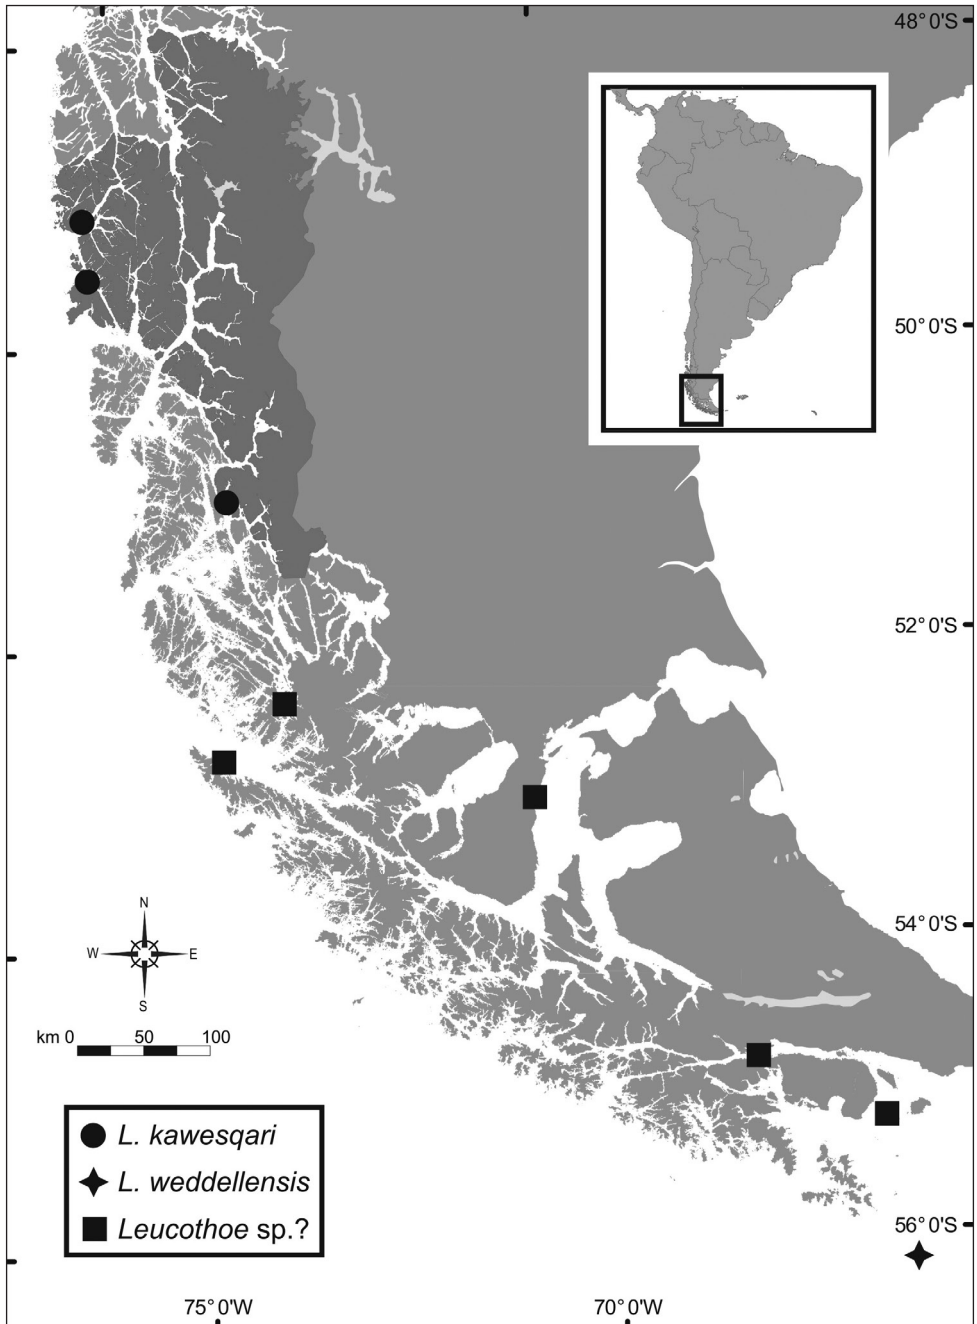 48°0'S
50°0'S
52°0'S
54°0'S
N
W E
S
km 0 50 100
L. kawesqari
L. weddellensis
Leucothoe sp.?
56°0'S
75°0'W 70°0'W